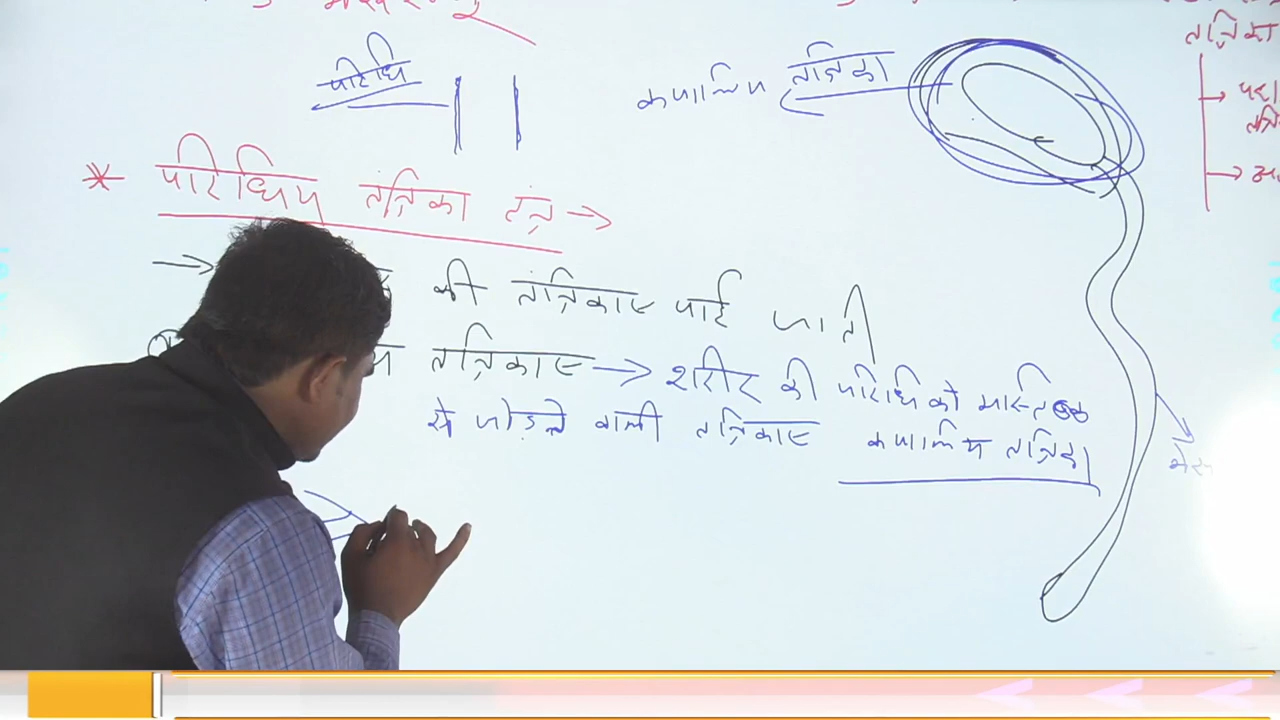 परिधि
कपालिय तंत्रिका
तंत्रिका
* परिधिय तंत्रिका तंत्र →
→ की तंत्रिकाए पाई जाती
तंत्रिकाए → शरीर की परिधि को मस्तिष्क
से जोड़ने वाली तंत्रिकाए कपालिय तंत्रिका